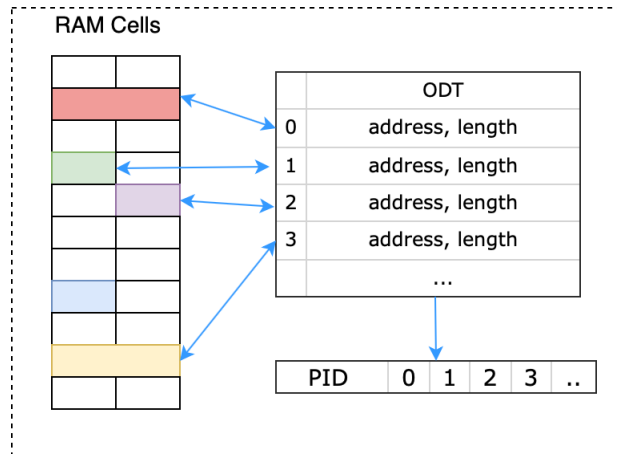 RAM Cells
ODT
0 address, length
1 address, length
2 address, length
3 address, length
...
PID 0 1 2 3 ..